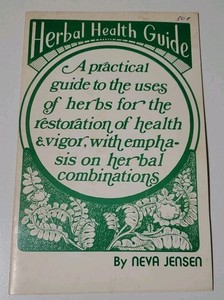 Herbal Health Guide
A practical
guide to the uses
of herbs for the
restoration of health
& vigor, with empha-
sis on herbal
combinations
By NEVA JENSEN